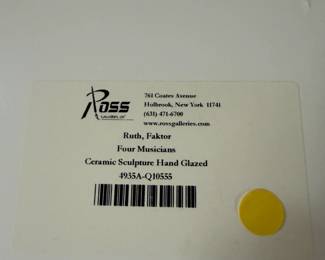 Ross
761 Coates Avenue
Holbrook, New York 11741
(631) 471-6700
www.rossgalleries.com
Ruth, Faktor
Four Musicians
Ceramic Sculpture Hand Glazed
4935A-Q10555